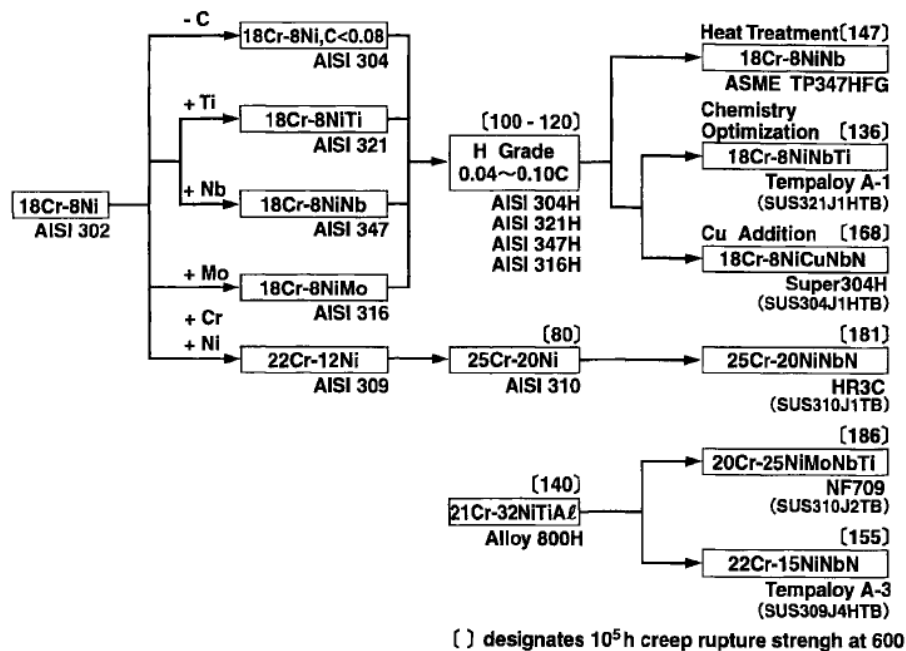 - C
18Cr-8Ni,C<0.08
AISI 304
+ Ti
18Cr-8NiTi
AISI 321
18Cr-8Ni
AISI 302
+ Nb
18Cr-8NiNb
AISI 347
+ Mo
18Cr-8NiMo
AISI 316
+ Cr
+ Ni
22Cr-12Ni
AISI 309
[100 - 120]
H Grade
0.04~0.10C
AISI 304H
AISI 321H
AISI 347H
AISI 316H
[80]
25Cr-20Ni
AISI 310
[140]
21Cr-32NiTiAℓ
Alloy 800H
Heat Treatment[147]
18Cr-8NiNb
ASME TP347HFG
Chemistry
Optimization [136]
18Cr-8NiNbTi
Tempaloy A-1
(SUS321J1HTB)
Cu Addition [168]
18Cr-8NiCuNbN
Super304H
(SUS304J1HTB)
[181]
25Cr-20NiNbN
HR3C
(SUS310J1TB)
[186]
20Cr-25NiMoNbTi
NF709
(SUS310J2TB)
[155]
22Cr-15NiNbN
Tempaloy A-3
(SUS309J4HTB)
[ ] designates 10⁵h creep rupture strengh at 600